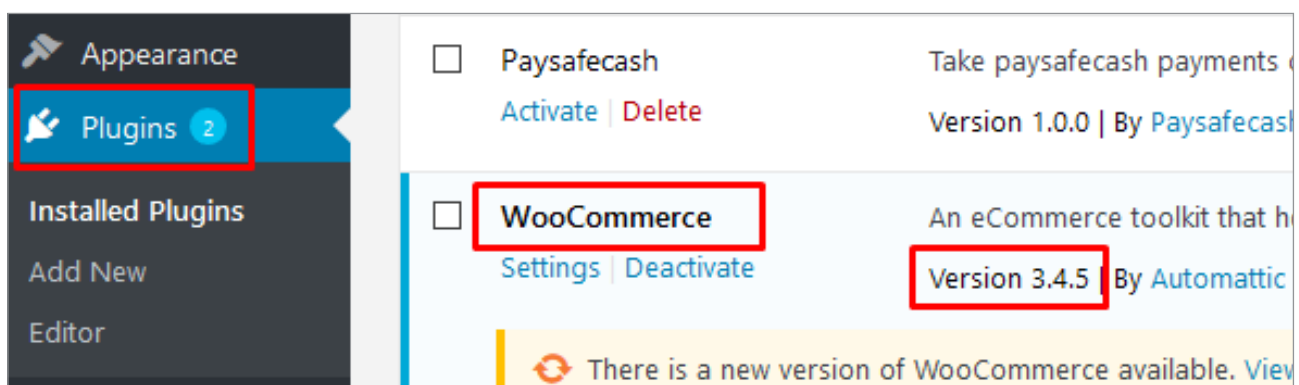 Appearance
Plugins 2
Installed Plugins
Add New
Editor
Paysafecash
Activate | Delete
Take paysafecash payments
Version 1.0.0 | By Paysafecash
WooCommerce
Settings | Deactivate
An eCommerce toolkit that
Version 3.4.5 | By Automattic
There is a new version of WooCommerce available. View